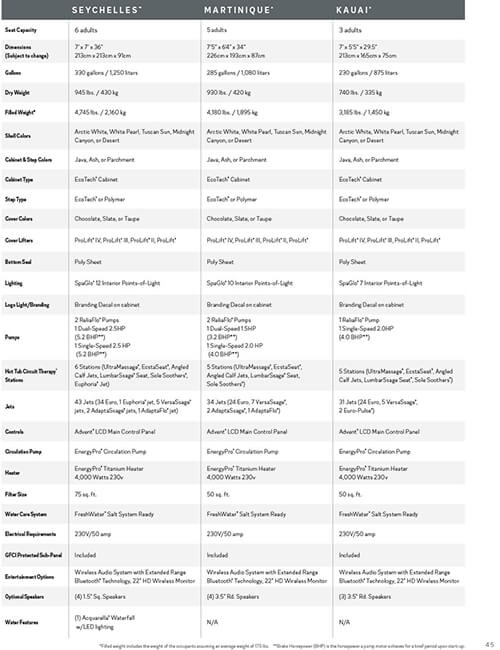 SEYCHELLES™ MARTINIQUE™ KAUAI™
Seat Capacity 6 adults 5 adults 3 adults
Dimensions 7' x 7' x 36" 7'5" x 6'4" x 34" 7' x 5'5" x 29.5"
(Subject to change) 213cm x 213cm x 91cm 226cm x 193cm x 87cm 213cm x 165cm x 75cm
Gallons 330 gallons / 1,250 liters 285 gallons / 1,080 liters 230 gallons / 875 liters
Dry Weight 945 lbs. / 430 kg 930 lbs. / 420 kg 740 lbs. / 335 kg
Filled Weight* 4,745 lbs. / 2,160 kg 4,180 lbs. / 1,895 kg 3,185 lbs. / 1,450 kg
Shell Colors Arctic White, White Pearl, Tuscan Sun, Midnight Arctic White, White Pearl, Tuscan Sun, Midnight Arctic White, White Pearl, Tuscan Sun, Midnight
Canyon, or Desert Canyon, or Desert Canyon, or Desert
Cabinet & Step Colors Java, Ash, or Parchment Java, Ash, or Parchment Java, Ash, or Parchment
Cabinet Type EcoTech® Cabinet EcoTech® Cabinet EcoTech® Cabinet
Step Type EcoTech® or Polymer EcoTech® or Polymer EcoTech® or Polymer
Cover Colors Chocolate, Slate, or Taupe Chocolate, Slate, or Taupe Chocolate, Slate, or Taupe
Cover Lifters ProLift® IV, ProLift® III, ProLift® II, ProLift® ProLift® IV, ProLift® III, ProLift® II, ProLift® ProLift® IV, ProLift® III, ProLift® II, ProLift®
Bottom Seal Poly Sheet Poly Sheet Poly Sheet
Lighting SpaGlo® 12 Interior Points-of-Light SpaGlo® 10 Interior Points-of-Light SpaGlo® 7 Interior Points-of-Light
Logo Light/Branding Branding Decal on cabinet Branding Decal on cabinet Branding Decal on cabinet
2 ReliaFlo® Pumps 2 ReliaFlo® Pumps 1 ReliaFlo® Pump
1 Dual-Speed 2.5HP 1 Dual-Speed 1.5HP 1 Single-Speed 2.0HP
Pumps (5.2 BHP**) (3.2 BHP**) (4.0 BHP**)
1 Single-Speed 2.5 HP 1 Single-Speed 2.0 HP
(5.2 BHP**) (4.0 BHP**)
Hot Tub Circuit Therapy® 6 Stations (UltraMassage®, EcstaSeat®, Angled 5 Stations (UltraMassage®, EcstaSeat®, 5 Stations (UltraMassage®, EcstaSeat®, Angled
Stations Calf Jets, LumbarSsage® Seat, Sole Soothers®, Angled Calf Jets, LumbarSsage® Seat, Calf Jets, LumbarSsage Seat®, Sole Soothers®)
Euphoria® Jet) Sole Soothers®)
Jets 43 Jets (34 Euro, 1 Euphoria® jet, 5 VersaSsage® 34 Jets (24 Euro, 7 VersaSsage®, 31 Jets (24 Euro, 5 VersaSsage®,
jets, 2 AdaptaSsage® jets, 1 AdaptaFlo® jet) 2 AdaptaSsage®, 1 AdaptaFlo®) 2 Euro-Pulse®)
Controls Advent® LCD Main Control Panel Advent® LCD Main Control Panel Advent® LCD Main Control Panel
Circulation Pump EnergyPro® Circulation Pump EnergyPro® Circulation Pump EnergyPro® Circulation Pump
Heater EnergyPro® Titanium Heater EnergyPro® Titanium Heater EnergyPro® Titanium Heater
4,000 Watts 230v 4,000 Watts 230v 4,000 Watts 230v
Filter Size 75 sq. ft. 50 sq. ft. 50 sq. ft.
Water Care System FreshWater® Salt System Ready FreshWater® Salt System Ready FreshWater® Salt System Ready
Electrical Requirements 230V/50 amp 230V/50 amp 230V/50 amp
GFCI Protected Sub-Panel Included Included Included
Entertainment Options Wireless Audio System with Extended Range Wireless Audio System with Extended Range Wireless Audio System with Extended Range
Bluetooth® Technology, 22" HD Wireless Monitor Bluetooth® Technology, 22" HD Wireless Monitor Bluetooth® Technology, 22" HD Wireless Monitor
Optional Speakers (4) 1.5" Sq. Speakers (4) 3.5" Rd. Speakers (3) 3.5" Rd. Speakers
Water Features (1) Acquarella® Waterfall N/A N/A
w/LED lighting
*Filled weight includes the weight of the occupants assuming an average weight of 175 lbs. **Brake Horsepower (BHP) is the horsepower a pump motor achieves for a brief period upon start up. 45